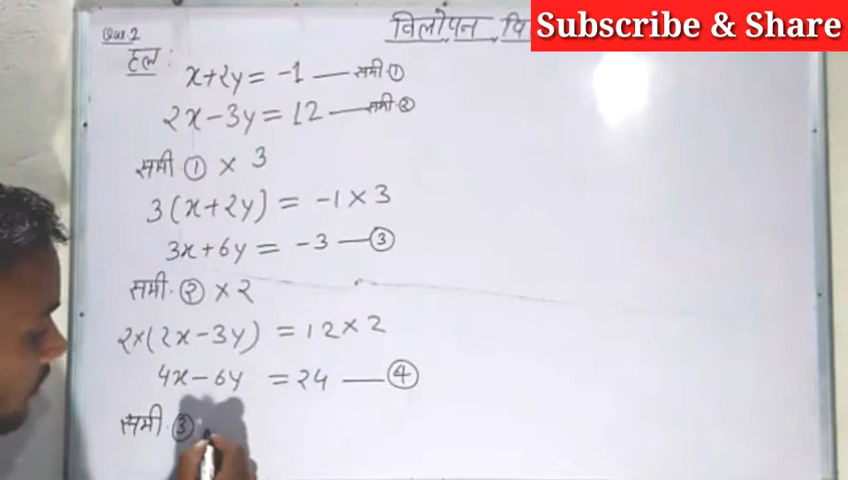 Subscribe & Share
Que 2
विलोपन वि
हल :
x+2y = -1 — समी ①
2x-3y = 12 — समी. ②
समी ① × 3
3(x+2y) = -1 × 3
3x+6y = -3 — ③
समी. ② × 2
2×(2x-3y) = 12 × 2
4x-6y = 24 — ④
समी. ③